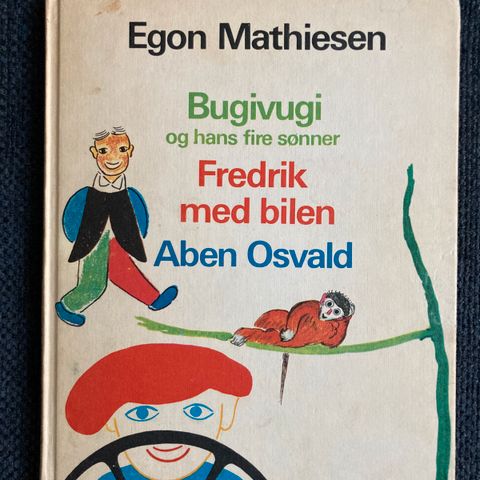 Egon Mathiesen
Bugivugi
og hans fire sønner
Fredrik
med bilen
Aben Osvald